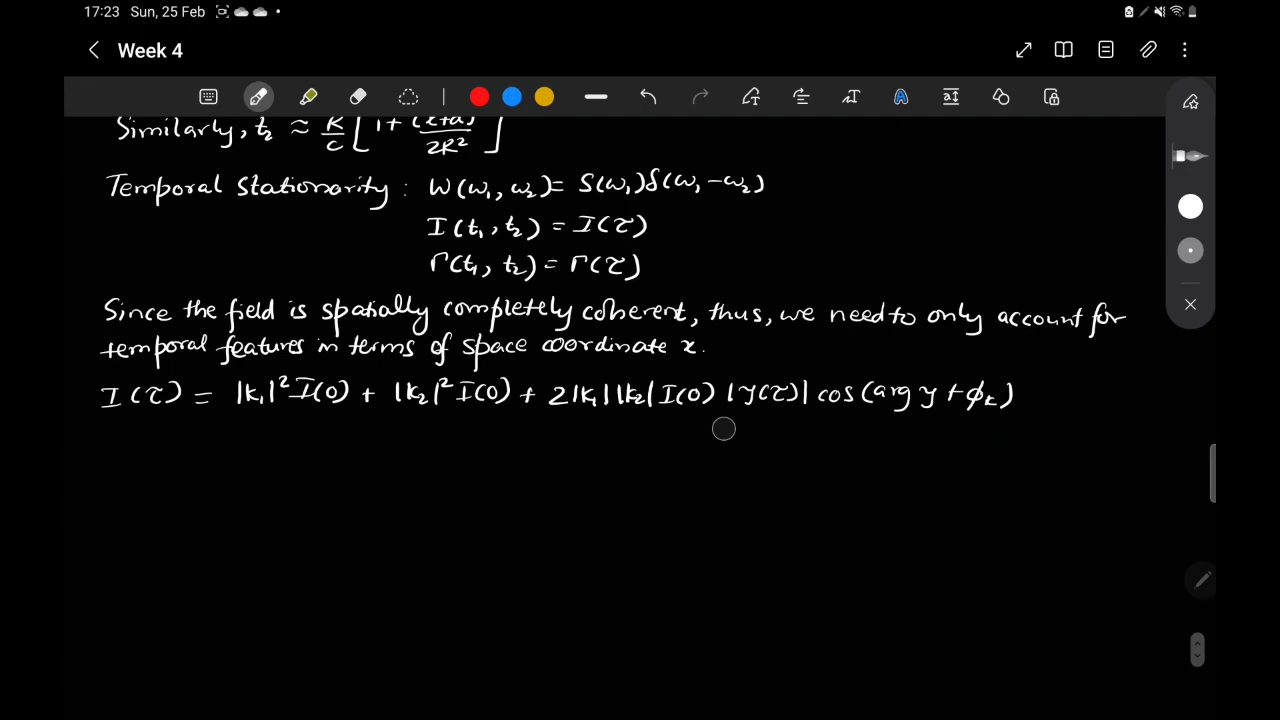 17:23 Sun, 25 Feb
Week 4
Similarly, t₂ ≈ R/c [1 + (x+a)²/2R²]
Temporal stationarity : W(ω₁, ω₂) = S(ω₁)δ(ω₁-ω₂)
I(t₁, t₂) = I(τ)
Γ(t₁, t₂) = Γ(τ)
Since the field is spatially completely coherent, thus, we need to only account for
temporal features in terms of space coordinate x.
I(τ) = |k₁|² I(0) + |k₂|² I(0) + 2|k₁||k₂| I(0) |γ(τ)| cos(arg γ + ϕₖ)